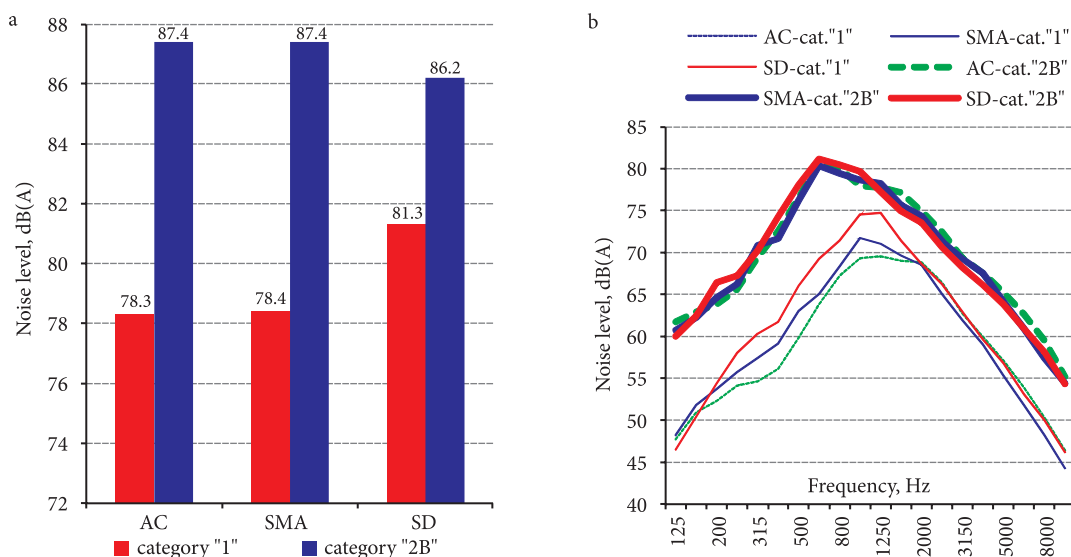 a
88
86
84
82
80
78
76
74
72
Noise level, dB(A)
87.4
87.4
86.2
81.3
78.3
78.4
AC SMA SD
category "1" category "2B"
b
AC-cat."1" SMA-cat."1"
SD-cat."1" AC-cat."2B"
SMA-cat."2B" SD-cat."2B"
85
80
75
70
65
60
55
50
45
40
Noise level, dB(A)
Frequency, Hz
125 200 315 500 800 1250 2000 3150 5000 8000